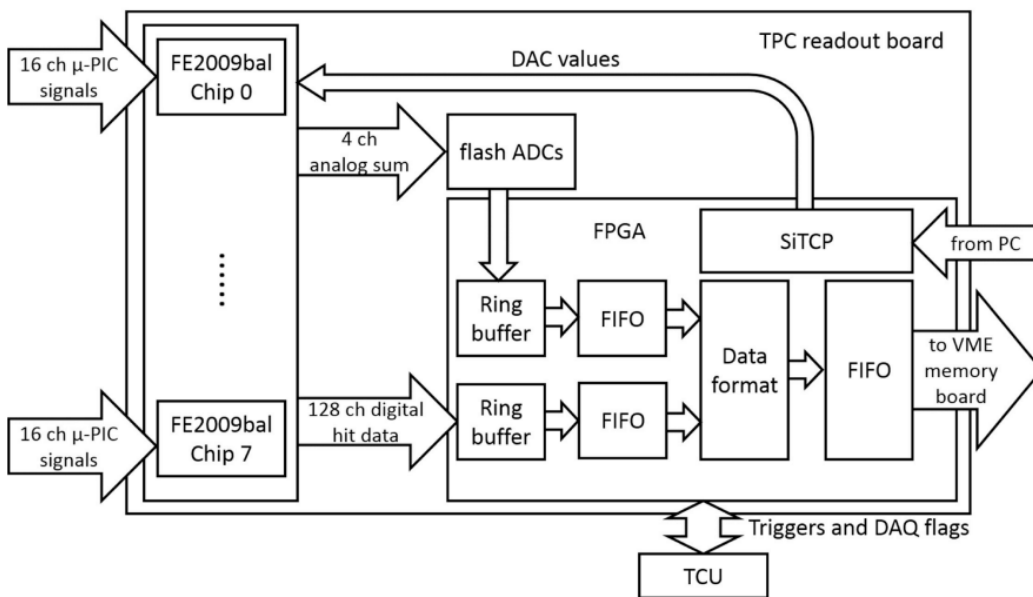 TPC readout board
16 ch μ-PIC
signals
FE2009bal
Chip 0
DAC values
4 ch
analog sum
flash ADCs
FPGA
SiTCP
from PC
Ring
buffer
FIFO
Data
format
FIFO
to VME
memory
board
Ring
buffer
FIFO
16 ch μ-PIC
signals
FE2009bal
Chip 7
128 ch digital
hit data
Triggers and DAQ flags
TCU